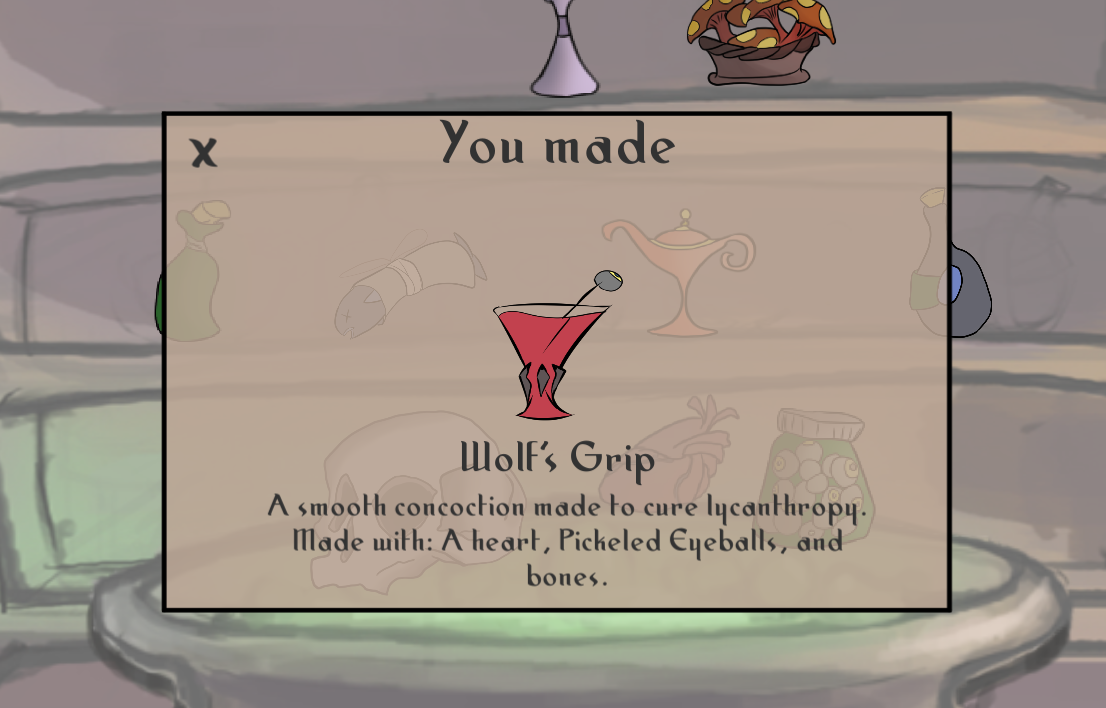 X
You made
Wolf's Grip
A smooth concoction made to cure lycanthropy.
Made with: A heart, Pickeled Eyeballs, and
bones.